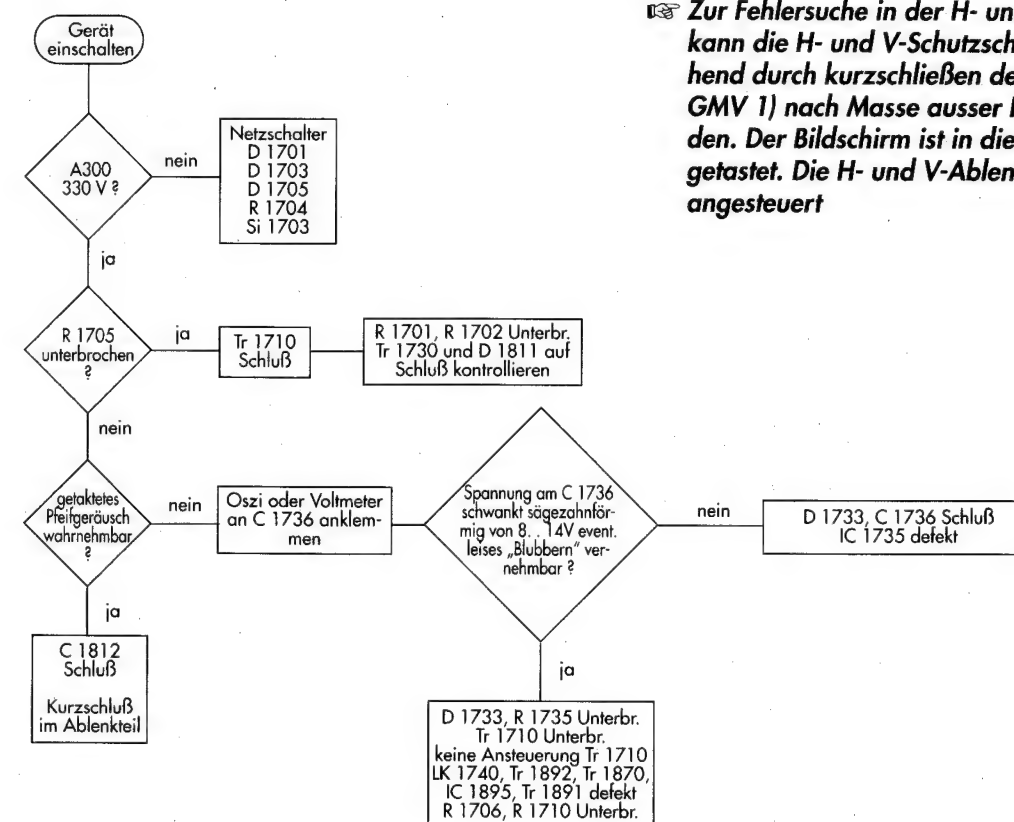 Zur Fehlersuche in der H- un
kann die H- und V-Schutzsch
hend durch kurzschließen de
GMV 1) nach Masse ausser
den. Der Bildschirm ist in die
getastet. Die H- und V-Ablen
angesteuert
Gerät
einschalten
A300
330 V ?
nein
Netzschalter
D 1701
D 1703
D 1705
R 1704
Si 1703
ja
R 1705
unterbrochen
?
ja
Tr 1710
Schluß
R 1701, R 1702 Unterbr.
Tr 1730 und D 1811 auf
Schluß kontrollieren
nein
getaktetes
Pfeifgeräusch
wahrnehmbar
?
nein
Oszi oder Voltmeter
an C 1736 anklem-
men
Spannung am C 1736
schwankt sägezahnför-
mig von 8. . 14V event.
leises „Blubbern" ver-
nehmbar ?
nein
D 1733, C 1736 Schluß
IC 1735 defekt
ja
C 1812
Schluß
Kurzschluß
im Ablenkteil
ja
D 1733, R 1735 Unterbr.
Tr 1710 Unterbr.
keine Ansteuerung Tr 1710
LK 1740, Tr 1892, Tr 1870,
IC 1895, Tr 1891 defekt
R 1706, R 1710 Unterbr.